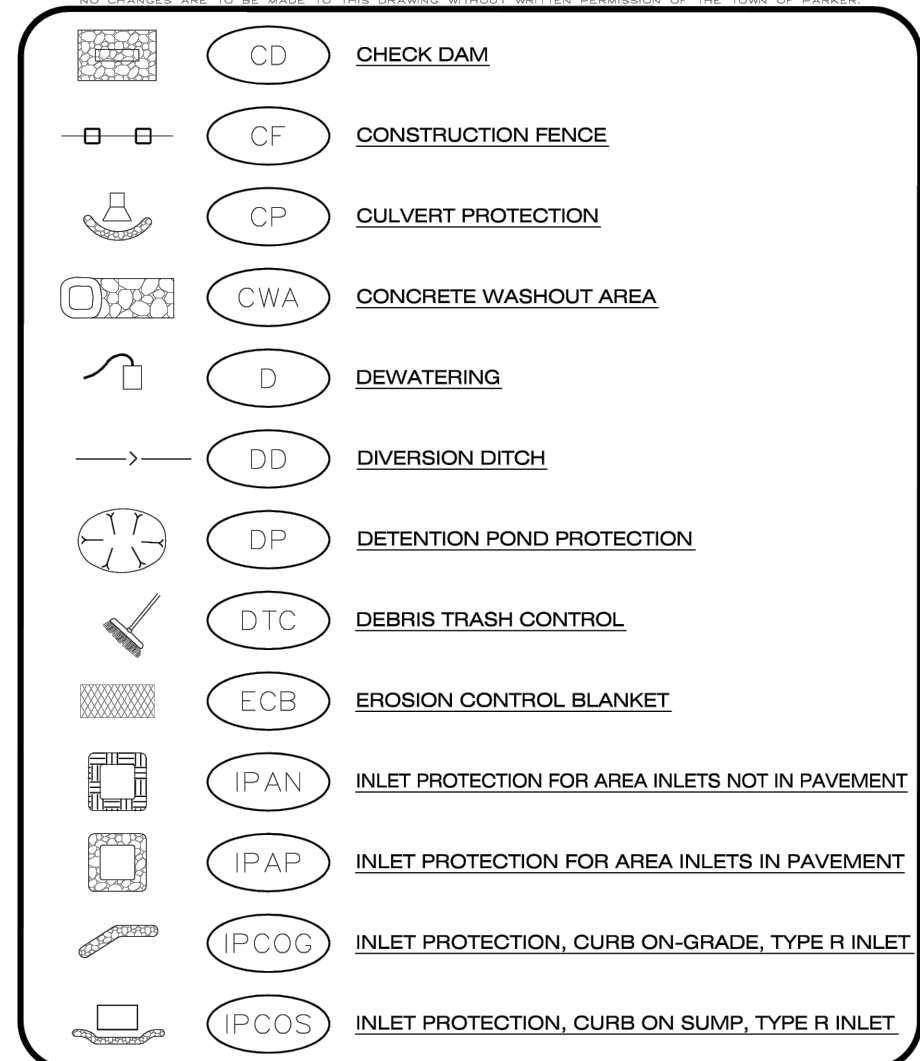 NO CHANGES ARE TO BE MADE TO THIS DRAWING WITHOUT WRITTEN PERMISSION OF THE TOWN OF PARKER.
CD CHECK DAM
CF CONSTRUCTION FENCE
CP CULVERT PROTECTION
CWA CONCRETE WASHOUT AREA
D DEWATERING
DD DIVERSION DITCH
DP DETENTION POND PROTECTION
DTC DEBRIS TRASH CONTROL
ECB EROSION CONTROL BLANKET
IPAN INLET PROTECTION FOR AREA INLETS NOT IN PAVEMENT
IPAP INLET PROTECTION FOR AREA INLETS IN PAVEMENT
IPCOG INLET PROTECTION, CURB ON-GRADE, TYPE R INLET
IPCOS INLET PROTECTION, CURB ON SUMP, TYPE R INLET